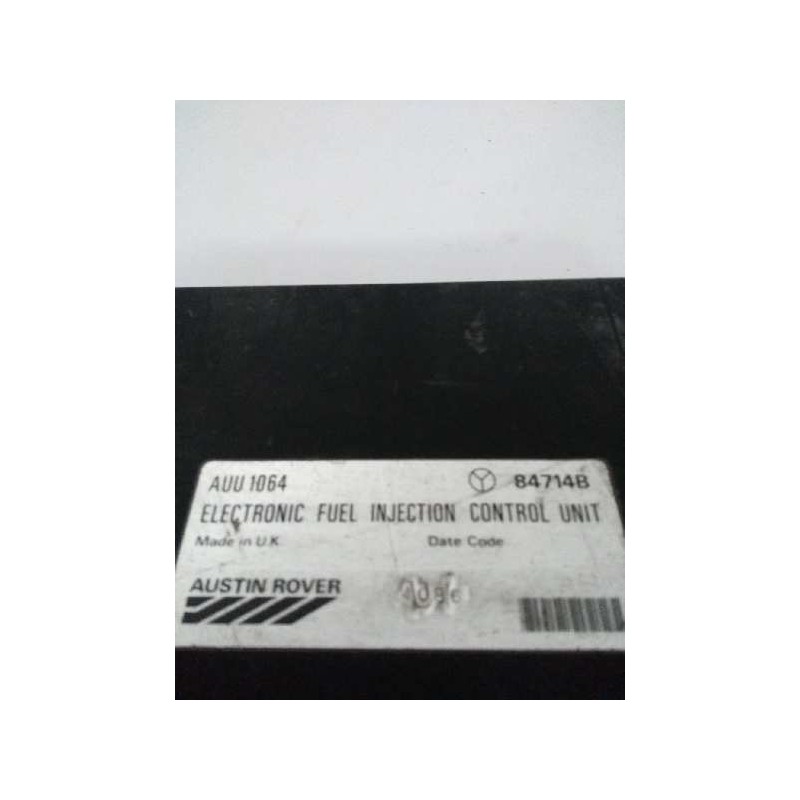 AUU 1064 84714B
ELECTRONIC FUEL INJECTION CONTROL UNIT
Made in U.K. Date Code
AUSTIN ROVER